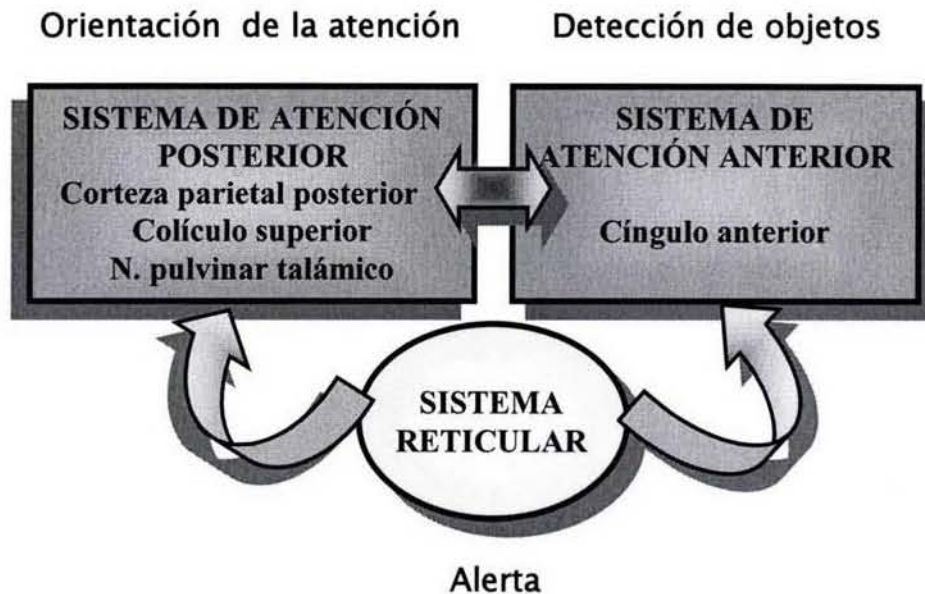 Orientación de la atención
Detección de objetos
SISTEMA DE ATENCIÓN
POSTERIOR
Corteza parietal posterior
Colículo superior
N. pulvinar talámico
SISTEMA DE
ATENCIÓN ANTERIOR
Cíngulo anterior
SISTEMA
RETICULAR
Alerta